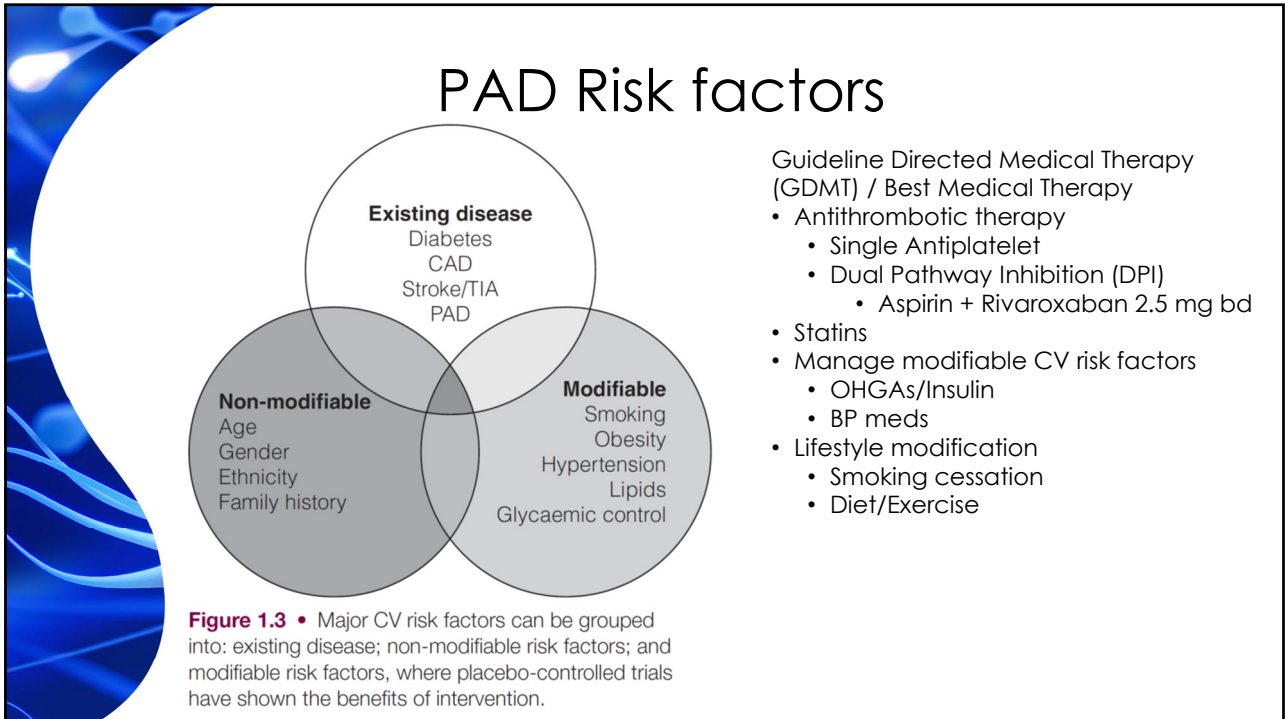 PAD Risk factors
Existing disease
Diabetes
CAD
Stroke/TIA
PAD
Non-modifiable
Age
Gender
Ethnicity
Family history
Modifiable
Smoking
Obesity
Hypertension
Lipids
Glycaemic control
Figure 1.3 • Major CV risk factors can be grouped
into: existing disease; non-modifiable risk factors; and
modifiable risk factors, where placebo-controlled trials
have shown the benefits of intervention.
Guideline Directed Medical Therapy
(GDMT) / Best Medical Therapy
• Antithrombotic therapy
• Single Antiplatelet
• Dual Pathway Inhibition (DPI)
• Aspirin + Rivaroxaban 2.5 mg bd
• Statins
• Manage modifiable CV risk factors
• OHGAs/Insulin
• BP meds
• Lifestyle modification
• Smoking cessation
• Diet/Exercise